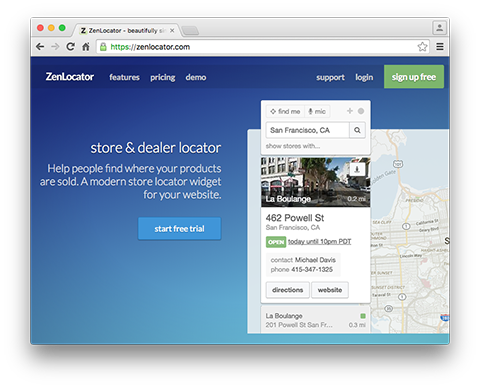 ZenLocator - beautifully si
https://zenlocator.com
ZenLocator features pricing demo support login sign up free
find me mic
San Francisco, CA
show stores with...
store & dealer locator
Help people find where your products
are sold. A modern store locator widget
for your website.
start free trial
La Boulange 0.2 mi
462 Powell St
San Francisco, CA
OPEN today until 10pm PDT
contact Michael Davis
phone 415-347-1325
directions website
La Boulange
201 Powell St San Fr... 0.3 mi